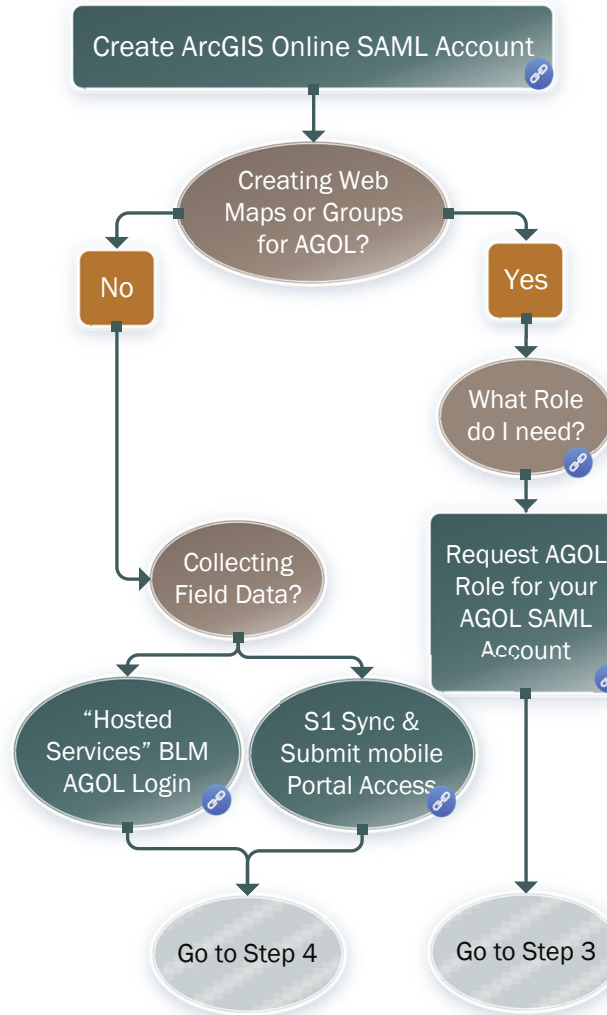 Create ArcGIS Online SAML Account
Creating Web
Maps or Groups
for AGOL?
No
Yes
What Role
do I need?
Collecting
Field Data?
Request AGOL
Role for your
AGOL SAML
Account
“Hosted
Services” BLM
AGOL Login
S1 Sync &
Submit mobile
Portal Access
Go to Step 4
Go to Step 3